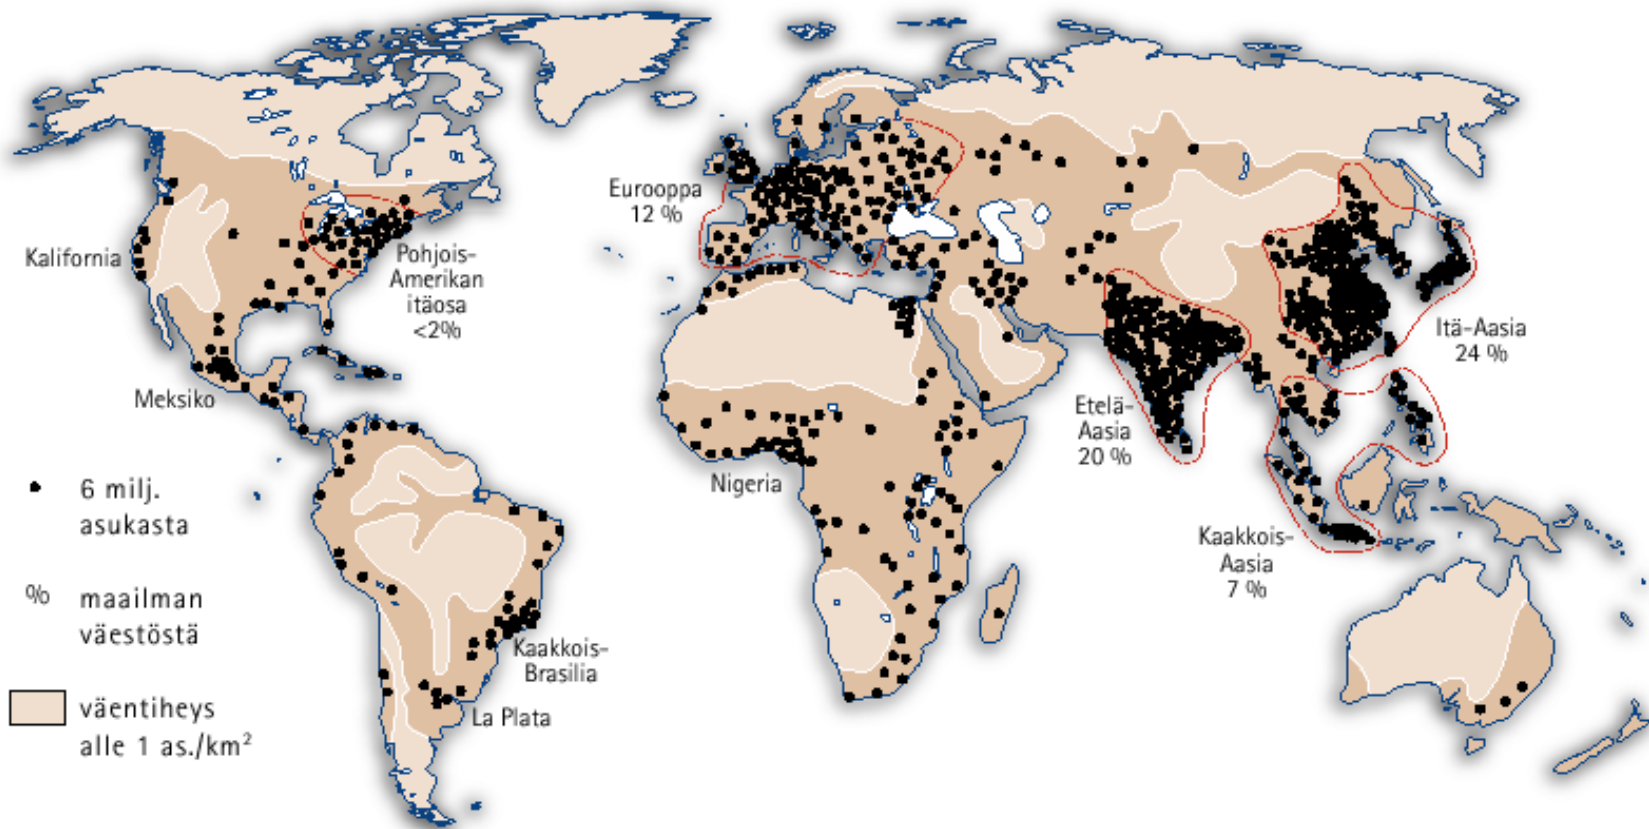 Eurooppa
12 %
Kalifornia
Pohjois-
Amerikan
itäosa
<2%
Itä-Aasia
24 %
Meksiko
Etelä-
Aasia
20 %
Nigeria
6 milj.
asukasta
Kaakkois-
Aasia
7 %
% maailman
väestöstä
Kaakkois-
Brasilia
La Plata
väentiheys
alle 1 as./km²